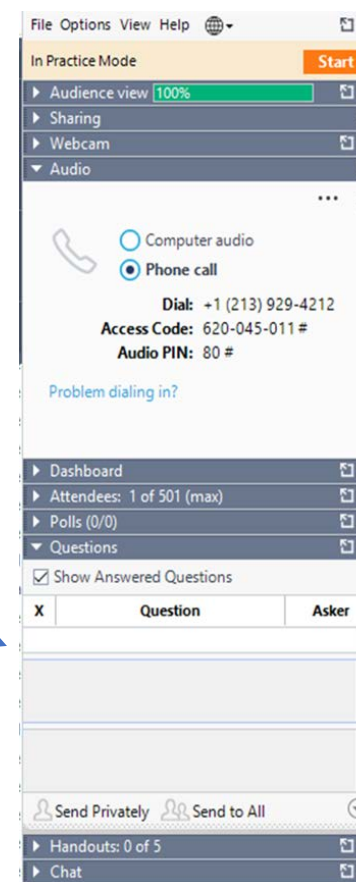 File Options View Help
In Practice Mode Start
Audience view 100%
Sharing
Webcam
Audio
...
Computer audio
Phone call
Dial: +1 (213) 929-4212
Access Code: 620-045-011 #
Audio PIN: 80 #
Problem dialing in?
Dashboard
Attendees: 1 of 501 (max)
Polls (0/0)
Questions
Show Answered Questions
X Question Asker
Send Privately Send to All
Handouts: 0 of 5
Chat